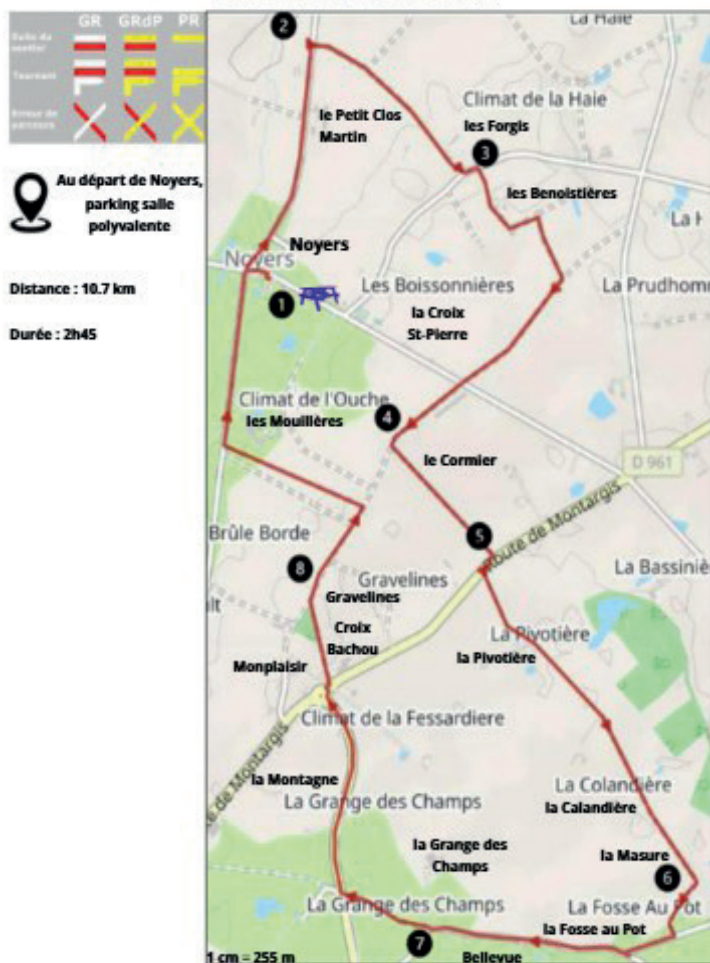 GR GRdP PR
Suite du
sentier
Tournant
Erreur de
parcours
Au départ de Noyers,
parking salle
polyvalente
Distance : 10.7 km
Durée : 2h45
2
La Haie
le Petit Clos
Martin
Climat de la Haie
les Forgis
3
les Benoistières
La H
Noyers
Noyers
1
Les Boissonnières
la Croix
St-Pierre
La Prudhomm
Climat de l'Ouche
les Mouillères
4
le Cormier
D 961
5
Route de Montargis
Brûle Borde
8
Gravelines
La Bassiniè
ult
Gravelines
Croix
Bachou
La Pivotière
la Pivotière
Monplaisir
Climat de la Fessardiere
te de Montargis
la Montagne
La Grange des Champs
La Colandière
la Calandière
la Grange des
Champs
la Masure
6
La Grange des Champs
La Fosse Au Pot
la Fosse au Pot
7
1 cm = 255 m
Bellevue